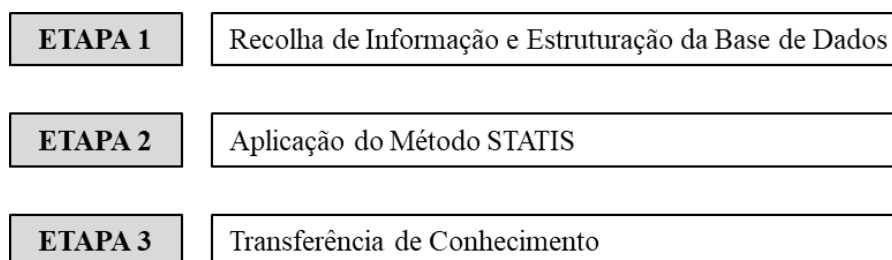 ETAPA 1 Recolha de Informação e Estruturação da Base de Dados
ETAPA 2 Aplicação do Método STATIS
ETAPA 3 Transferência de Conhecimento